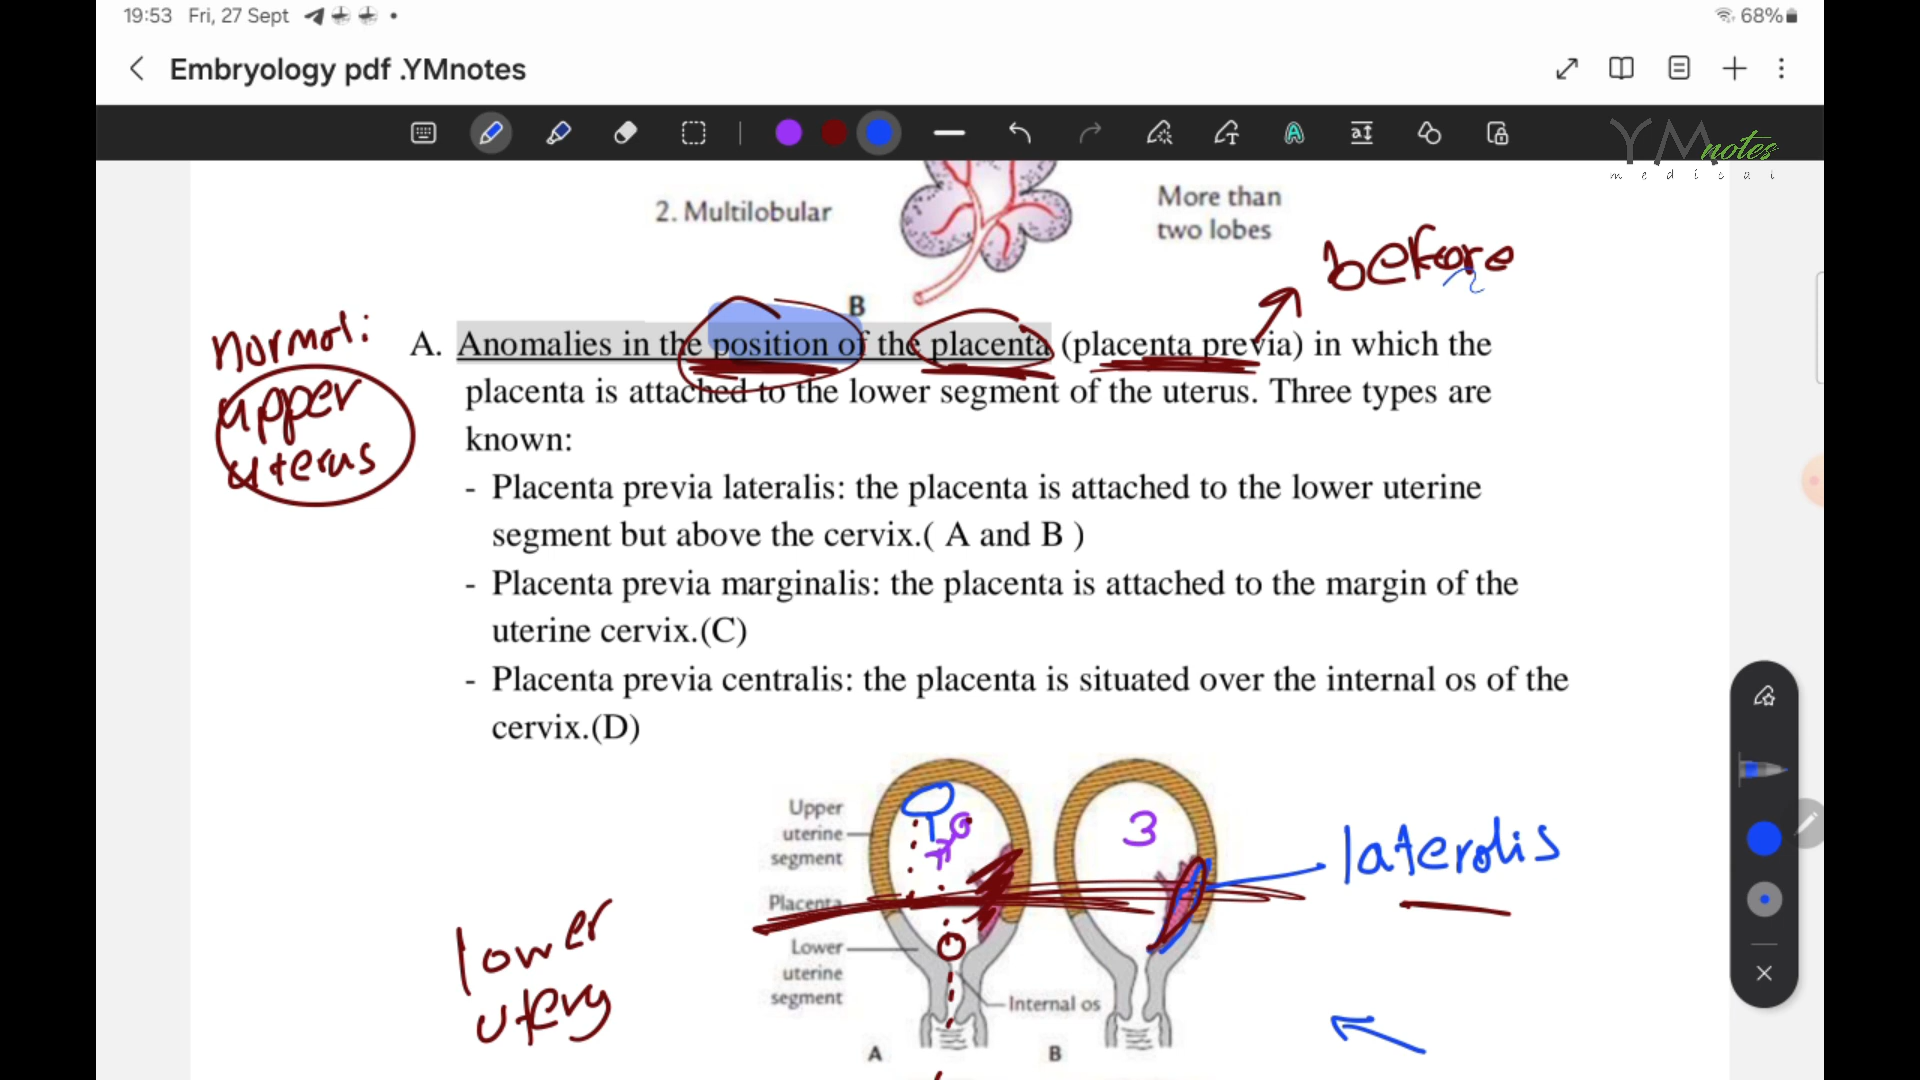 19:53 Fri, 27 Sept
68%
Embryology pdf .YMnotes
YMnotes
medical
2. Multilobular
More than
two lobes
before
B
normal:
upper
uterus
A. Anomalies in the position of the placenta (placenta previa) in which the
placenta is attached to the lower segment of the uterus. Three types are
known:
- Placenta previa lateralis: the placenta is attached to the lower uterine
segment but above the cervix.( A and B )
- Placenta previa marginalis: the placenta is attached to the margin of the
uterine cervix.(C)
- Placenta previa centralis: the placenta is situated over the internal os of the
cervix.(D)
Upper
uterine
segment
3
lateralis
Placenta
lower
Lower
uterine
segment
Internal os
A
B